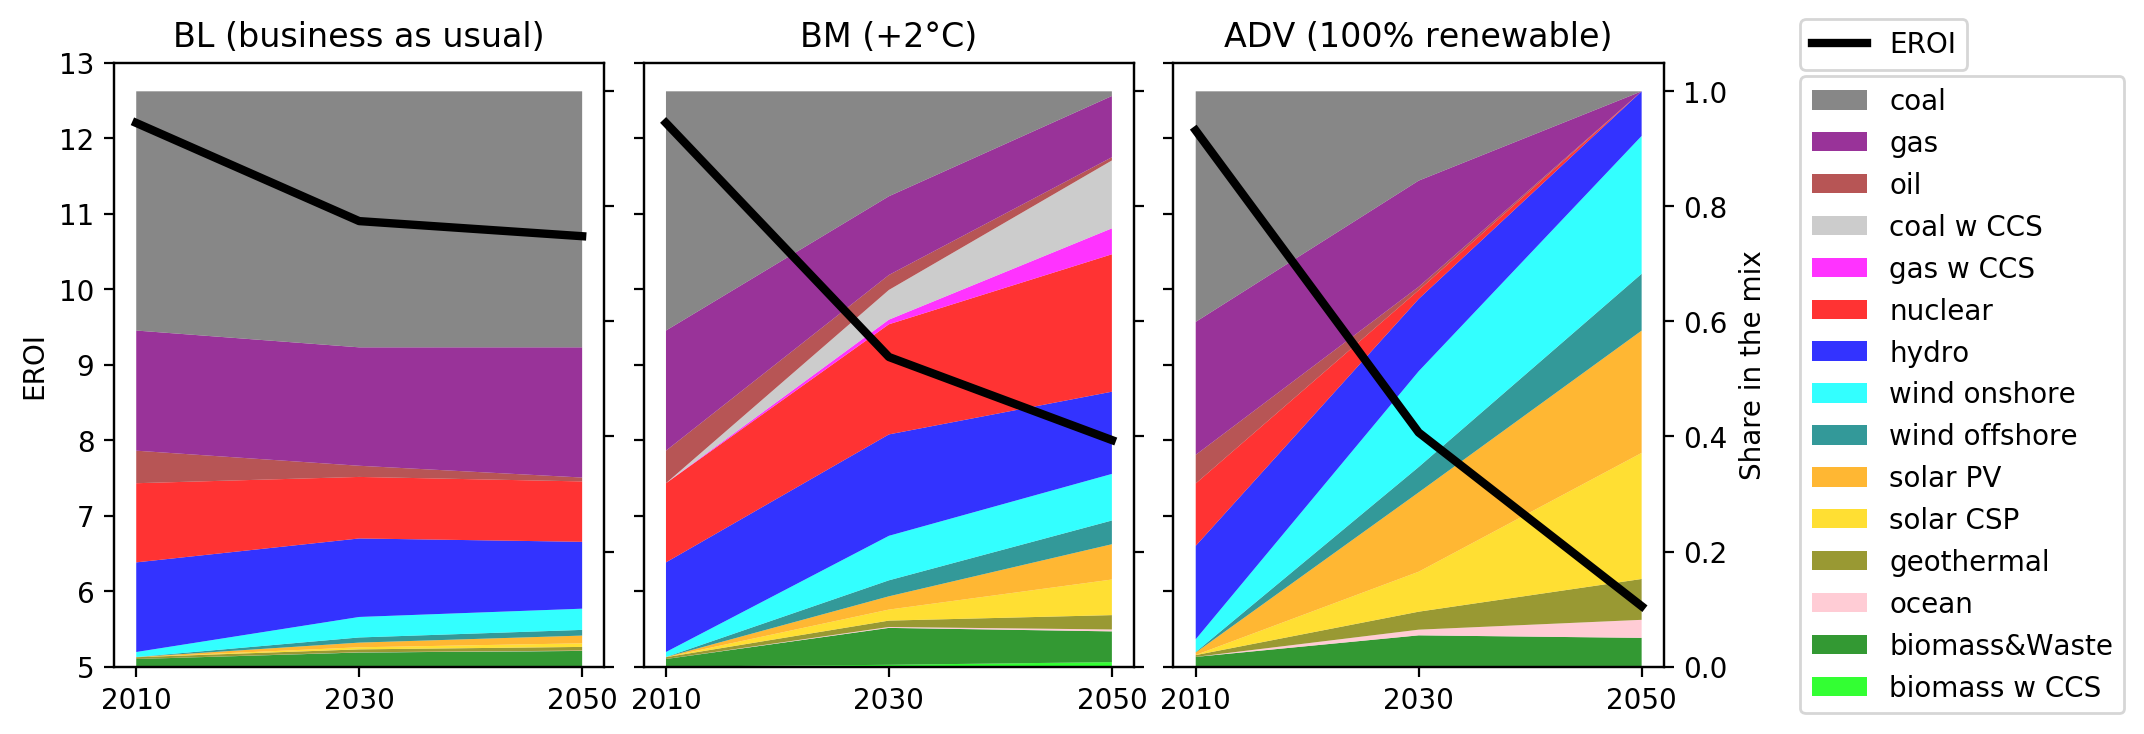 BL (business as usual)
BM (+2°C)
ADV (100% renewable)
EROI
13
12
11
10
9
8
7
6
5
2010
2030
2050
2010
2030
2050
2010
2030
2050
1.0
0.8
0.6
0.4
0.2
0.0
Share in the mix
EROI
coal
gas
oil
coal w CCS
gas w CCS
nuclear
hydro
wind onshore
wind offshore
solar PV
solar CSP
geothermal
ocean
biomass&Waste
biomass w CCS